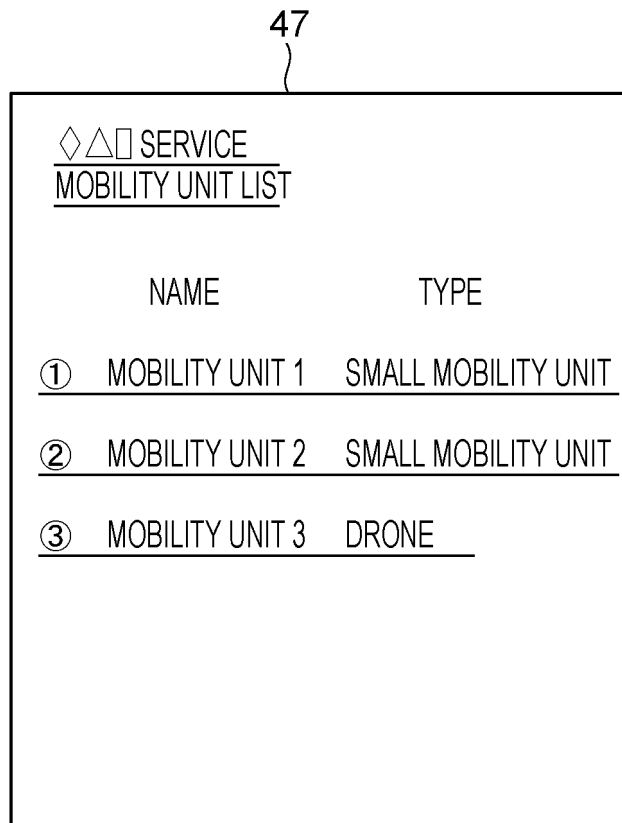 47
◇△▯ SERVICE
MOBILITY UNIT LIST
NAME TYPE
① MOBILITY UNIT 1 SMALL MOBILITY UNIT
② MOBILITY UNIT 2 SMALL MOBILITY UNIT
③ MOBILITY UNIT 3 DRONE